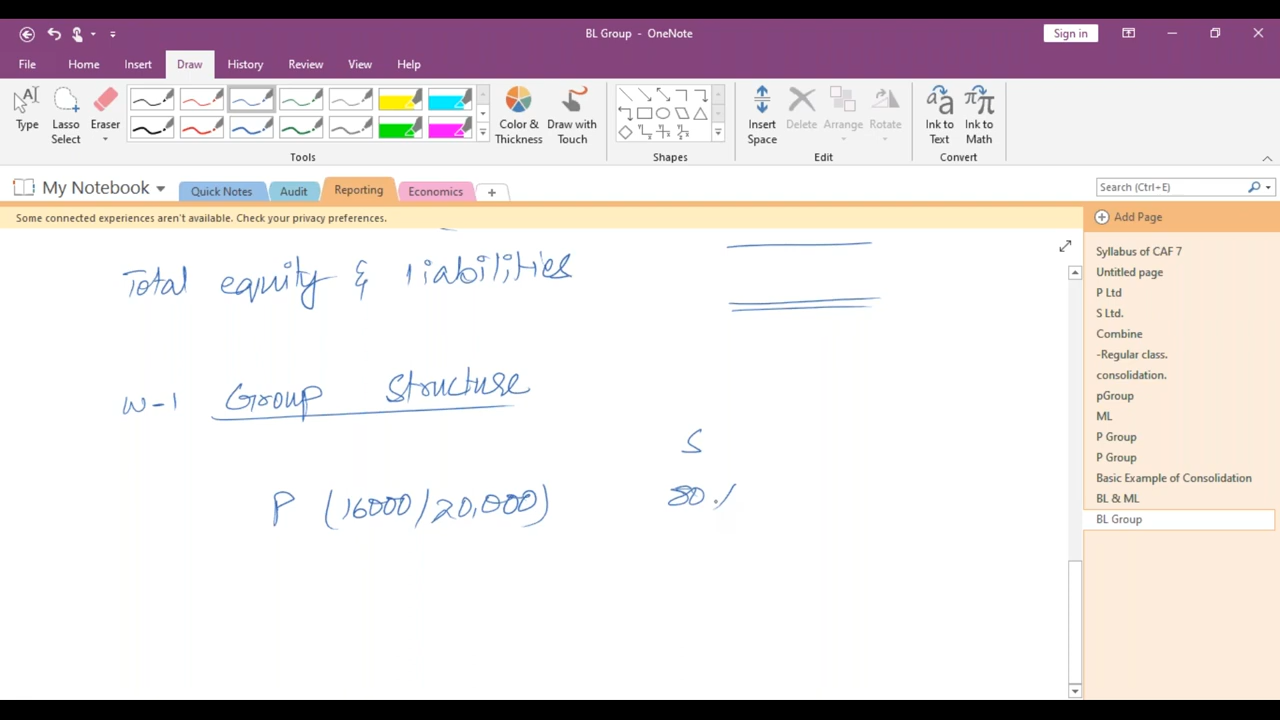 BL Group - OneNote
Sign in
File Home Insert Draw History Review View Help
Type
Lasso Select
Eraser
Color & Thickness
Draw with Touch
Insert Space
Delete
Arrange
Rotate
Ink to Text
Ink to Math
Tools
Shapes
Edit
Convert
My Notebook
Quick Notes
Audit
Reporting
Economics
Search (Ctrl+E)
Some connected experiences aren't available. Check your privacy preferences.
Add Page
Syllabus of CAF 7
Untitled page
P Ltd
S Ltd.
Combine
-Regular class.
consolidation.
pGroup
ML
P Group
P Group
Basic Example of Consolidation
BL & ML
BL Group
Total equity & liabilities
W-1 Group Structure
S
P (16000/20,000) 80%